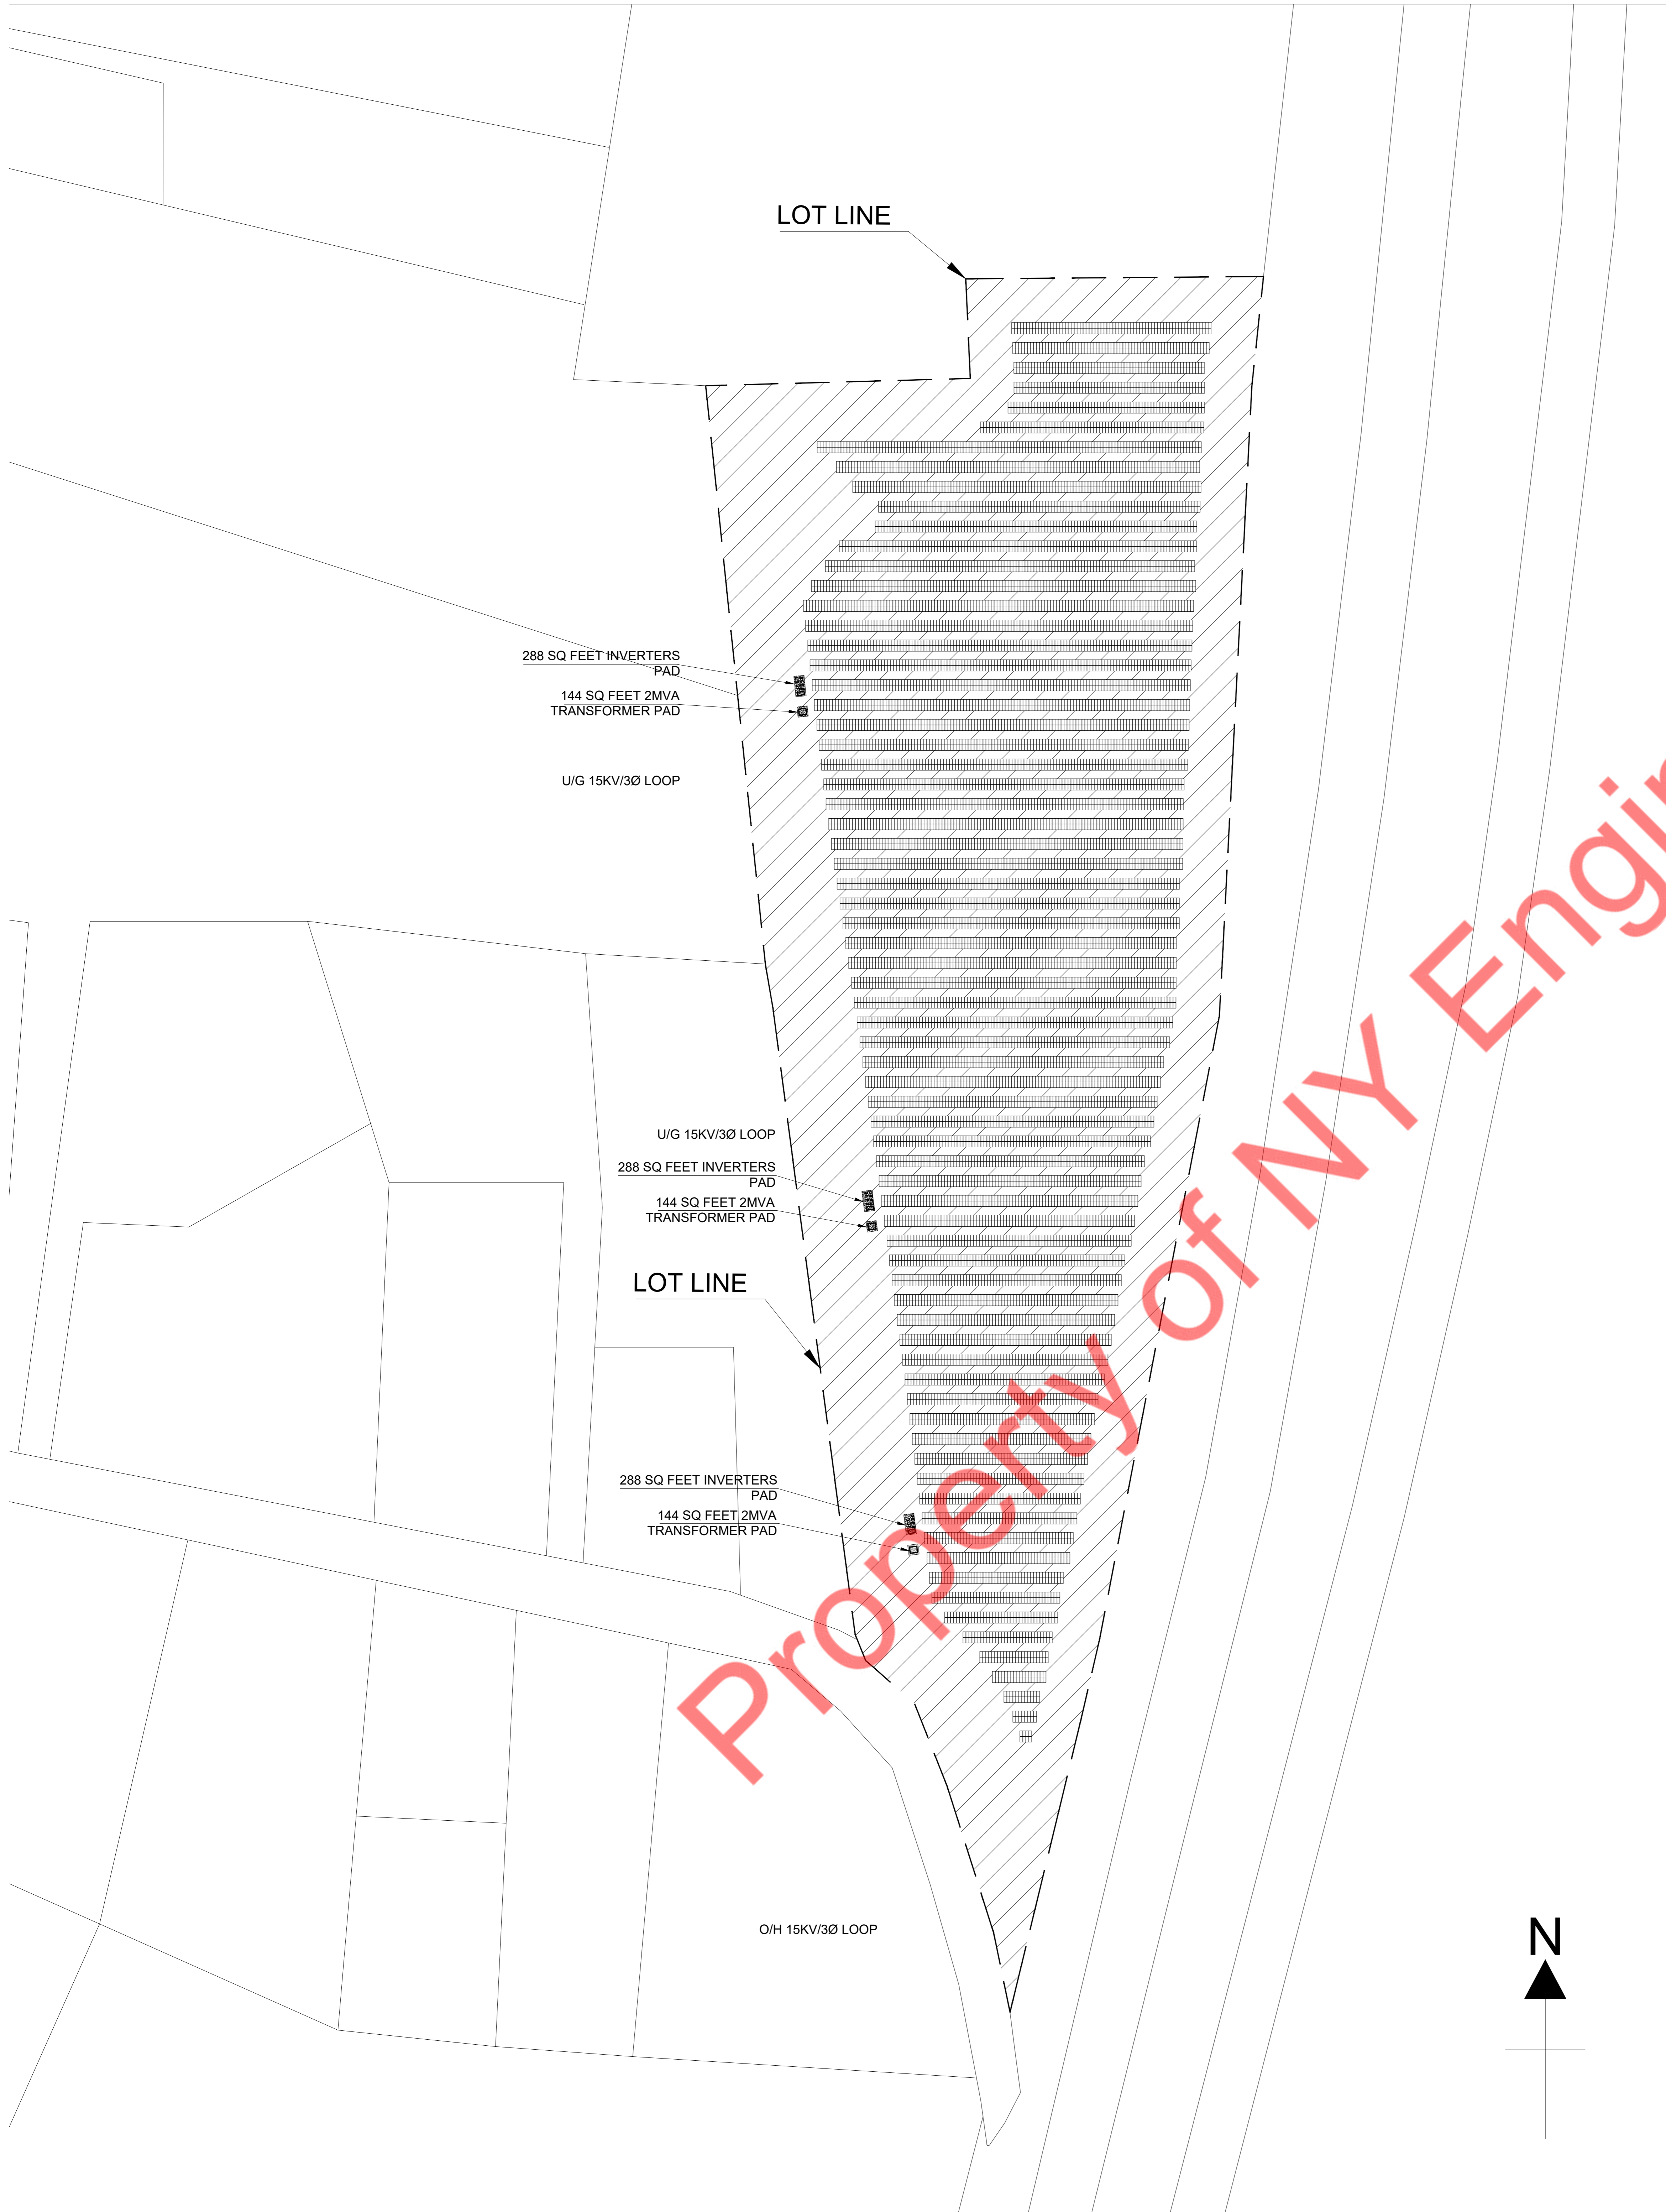 LOT LINE
288 SQ FEET INVERTERS
PAD
144 SQ FEET 2MVA
TRANSFORMER PAD
U/G 15KV/3Ø LOOP
U/G 15KV/3Ø LOOP
288 SQ FEET INVERTERS
PAD
144 SQ FEET 2MVA
TRANSFORMER PAD
LOT LINE
288 SQ FEET INVERTERS
PAD
144 SQ FEET 2MVA
TRANSFORMER PAD
O/H 15KV/3Ø LOOP
N
Property of NY